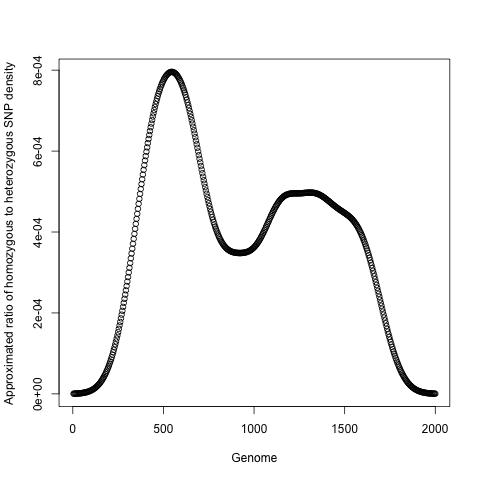 Approximated ratio of homozygous to heterozygous SNP density
8e-04
6e-04
4e-04
2e-04
0e+00
0 500 1000 1500 2000
Genome